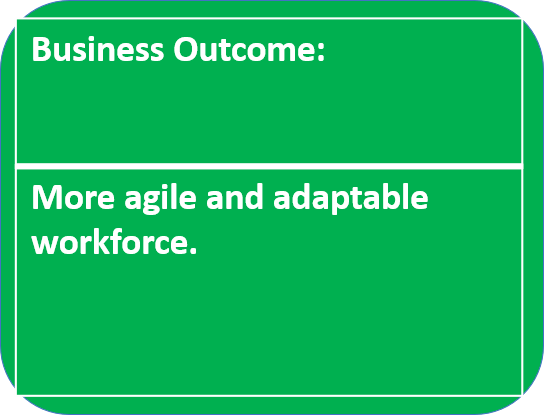 Business Outcome:
More agile and adaptable
workforce.